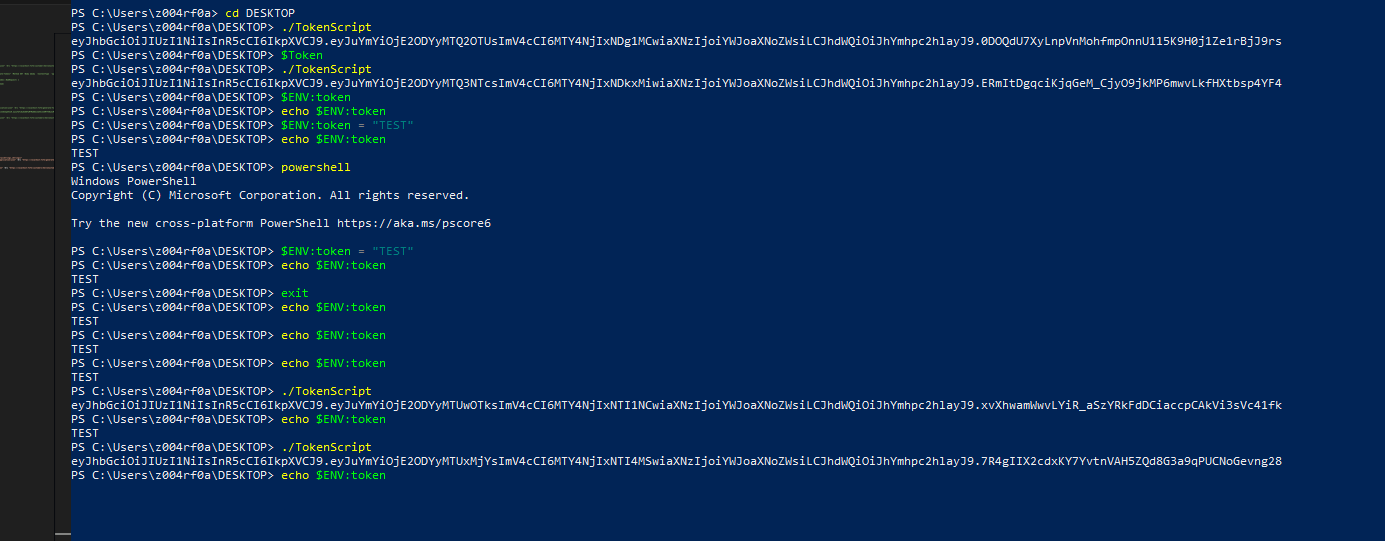 PS C:\Users\z004rf0a> cd DESKTOP
PS C:\Users\z004rf0a\DESKTOP> ./TokenScript
eyJhbGciOiJIUzI1NiIsInR5cCI6IkpXVCJ9.eyJuYmYiOjE2ODYyMTQ2OTUsImV4cCI6MTY4NjIxNDg1MCwiaXNzIjoiYWJoaXNoZWsiLCJhdWQiOiJhYmhpc2hlayJ9.0DOQdU7XyLnpVnMohfmpOnnU115K9H0j1Ze1rBjJ9rs
PS C:\Users\z004rf0a\DESKTOP> $Token
PS C:\Users\z004rf0a\DESKTOP> ./TokenScript
eyJhbGciOiJIUzI1NiIsInR5cCI6IkpXVCJ9.eyJuYmYiOjE2ODYyMTQ3NTcsImV4cCI6MTY4NjIxNDkxMiwiaXNzIjoiYWJoaXNoZWsiLCJhdWQiOiJhYmhpc2hlayJ9.ERmItDgqciKjqGeM_CjyO9jkMP6mwvLkfHXtbsp4YF4
PS C:\Users\z004rf0a\DESKTOP> $ENV:token
PS C:\Users\z004rf0a\DESKTOP> echo $ENV:token
PS C:\Users\z004rf0a\DESKTOP> $ENV:token = "TEST"
PS C:\Users\z004rf0a\DESKTOP> echo $ENV:token
TEST
PS C:\Users\z004rf0a\DESKTOP> powershell
Windows PowerShell
Copyright (C) Microsoft Corporation. All rights reserved.
Try the new cross-platform PowerShell https://aka.ms/pscore6
PS C:\Users\z004rf0a\DESKTOP> $ENV:token = "TEST"
PS C:\Users\z004rf0a\DESKTOP> echo $ENV:token
TEST
PS C:\Users\z004rf0a\DESKTOP> exit
PS C:\Users\z004rf0a\DESKTOP> echo $ENV:token
TEST
PS C:\Users\z004rf0a\DESKTOP> echo $ENV:token
TEST
PS C:\Users\z004rf0a\DESKTOP> echo $ENV:token
TEST
PS C:\Users\z004rf0a\DESKTOP> ./TokenScript
eyJhbGciOiJIUzI1NiIsInR5cCI6IkpXVCJ9.eyJuYmYiOjE2ODYyMTUwOTksImV4cCI6MTY4NjIxNTI1NCwiaXNzIjoiYWJoaXNoZWsiLCJhdWQiOiJhYmhpc2hlayJ9.xvXhwamWwvLYiR_aSzYRkFdDCiaccpCAkVi3sVc41fk
PS C:\Users\z004rf0a\DESKTOP> echo $ENV:token
TEST
PS C:\Users\z004rf0a\DESKTOP> ./TokenScript
eyJhbGciOiJIUzI1NiIsInR5cCI6IkpXVCJ9.eyJuYmYiOjE2ODYyMTUxMjYsImV4cCI6MTY4NjIxNTI4MSwiaXNzIjoiYWJoaXNoZWsiLCJhdWQiOiJhYmhpc2hlayJ9.7R4gIIX2cdxKY7YvtnVAH5ZQd8G3a9qPUCNoGevng28
PS C:\Users\z004rf0a\DESKTOP> echo $ENV:token